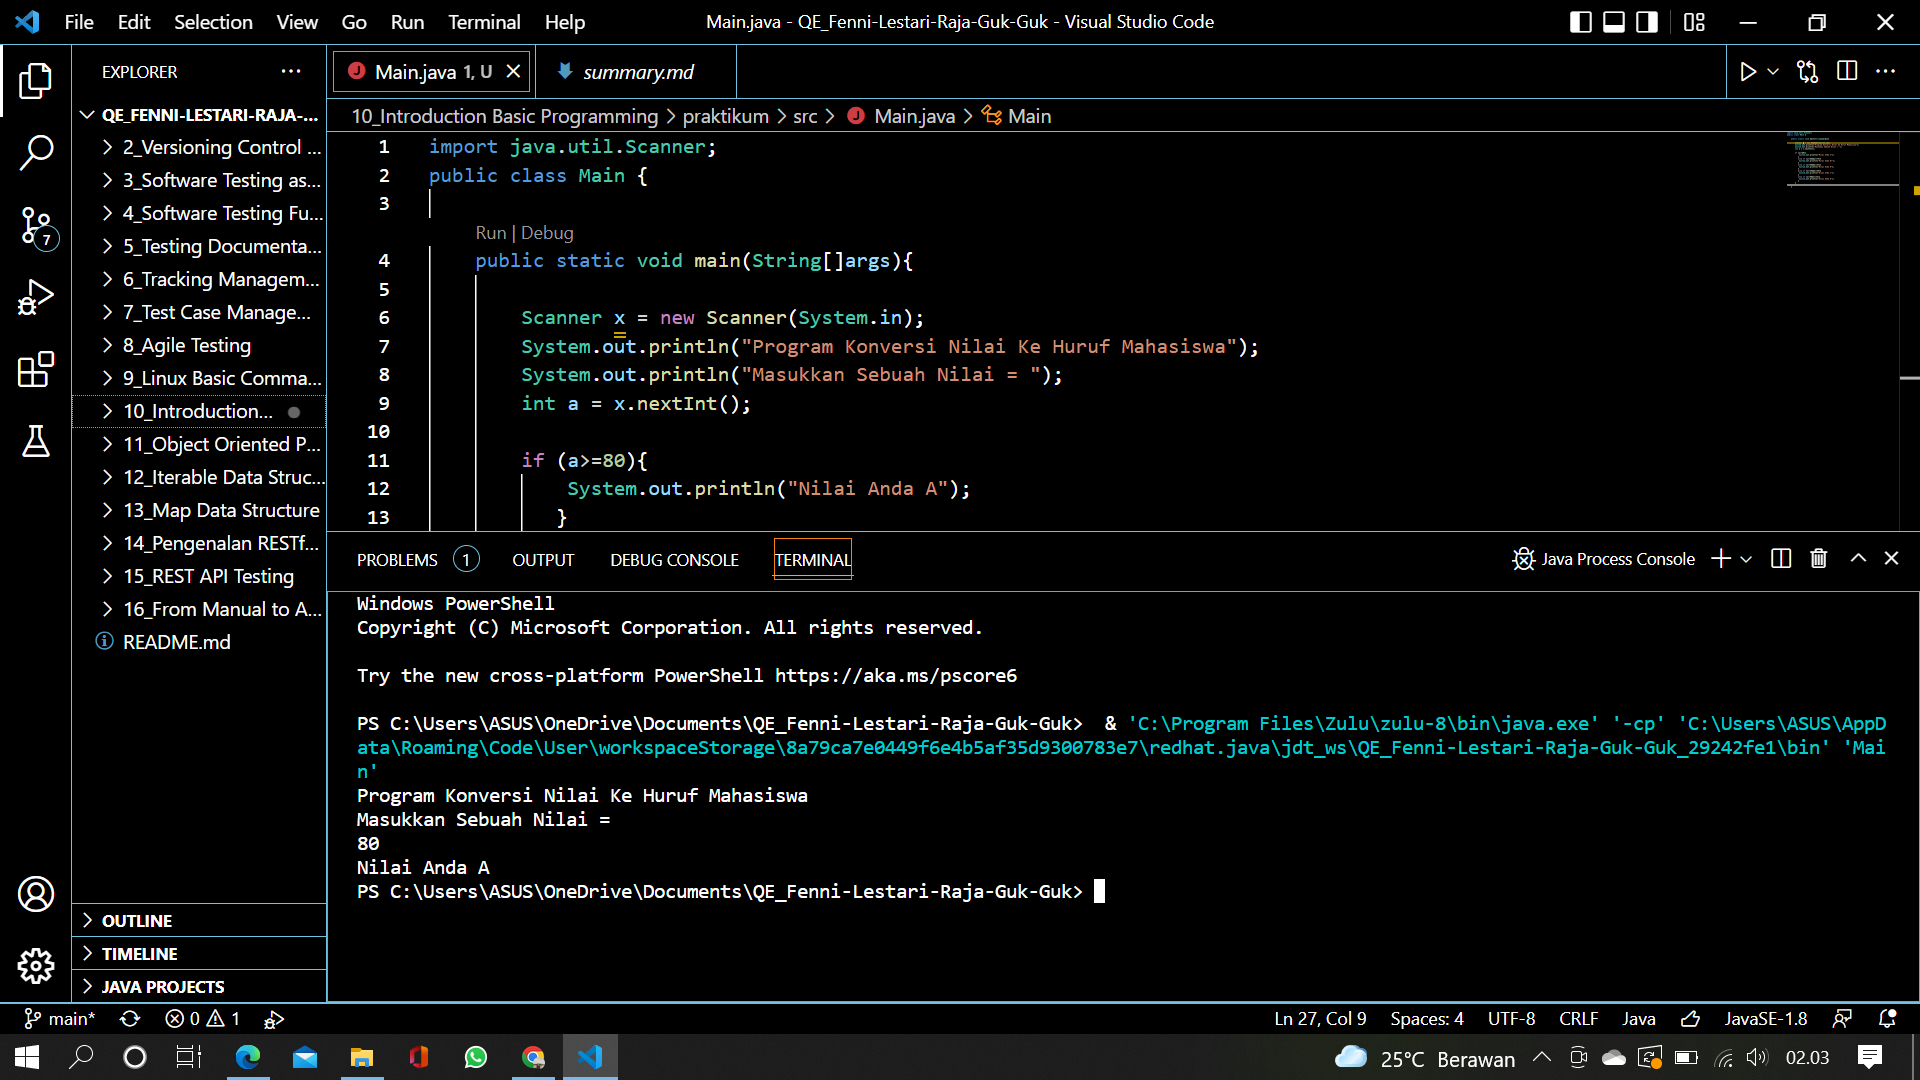 File Edit Selection View Go Run Terminal Help
Main.java - QE_Fenni-Lestari-Raja-Guk-Guk - Visual Studio Code
EXPLORER
QE_FENNI-LESTARI-RAJA-...
2_Versioning Control ...
3_Software Testing as...
4_Software Testing Fu...
5_Testing Documenta...
6_Tracking Managem...
7_Test Case Manage...
8_Agile Testing
9_Linux Basic Comma...
10_Introduction...
11_Object Oriented P...
12_Iterable Data Struc...
13_Map Data Structure
14_Pengenalan RESTf...
15_REST API Testing
16_From Manual to A...
README.md
OUTLINE
TIMELINE
JAVA PROJECTS
7
Main.java 1, U
summary.md
10_Introduction Basic Programming > praktikum > src > Main.java > Main
1 import java.util.Scanner;
2 public class Main {
3
Run | Debug
4 public static void main(String[]args){
5
6 Scanner x = new Scanner(System.in);
7 System.out.println("Program Konversi Nilai Ke Huruf Mahasiswa");
8 System.out.println("Masukkan Sebuah Nilai = ");
9 int a = x.nextInt();
10
11 if (a>=80){
12 System.out.println("Nilai Anda A");
13 }
PROBLEMS 1 OUTPUT DEBUG CONSOLE TERMINAL
Java Process Console
Windows PowerShell
Copyright (C) Microsoft Corporation. All rights reserved.
Try the new cross-platform PowerShell https://aka.ms/pscore6
PS C:\Users\ASUS\OneDrive\Documents\QE_Fenni-Lestari-Raja-Guk-Guk>  & 'C:\Program Files\Zulu\zulu-8\bin\java.exe' '-cp' 'C:\Users\ASUS\AppD
ata\Roaming\Code\User\workspaceStorage\8a79ca7e0449f6e4b5af35d9300783e7\redhat.java\jdt_ws\QE_Fenni-Lestari-Raja-Guk-Guk_29242fe1\bin' 'Mai
n'
Program Konversi Nilai Ke Huruf Mahasiswa
Masukkan Sebuah Nilai =
80
Nilai Anda A
PS C:\Users\ASUS\OneDrive\Documents\QE_Fenni-Lestari-Raja-Guk-Guk>
main* 0 1
Ln 27, Col 9 Spaces: 4 UTF-8 CRLF Java JavaSE-1.8
25°C Berawan 02.03